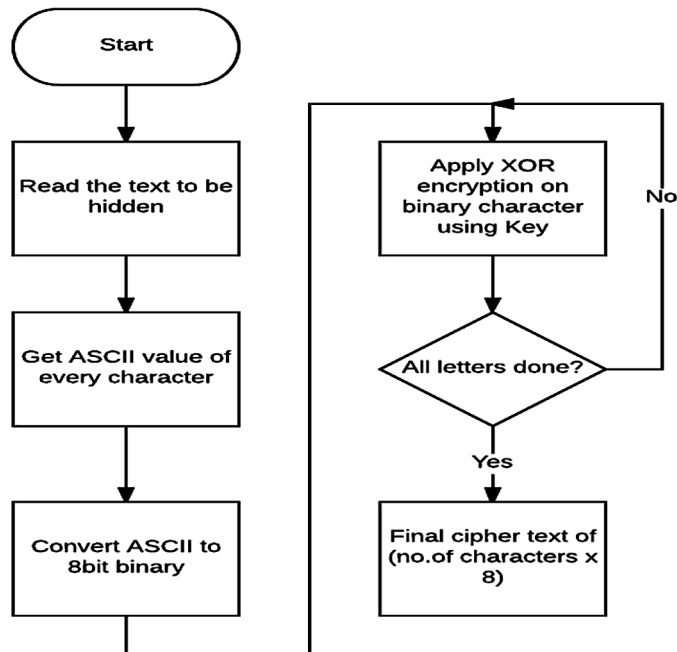 Start
Read the text to be
hidden
Get ASCII value of
every character
Convert ASCII to
8bit binary
Apply XOR
encryption on
binary character
using Key
No
All letters done?
Yes
Final cipher text of
(no.of characters x
8)